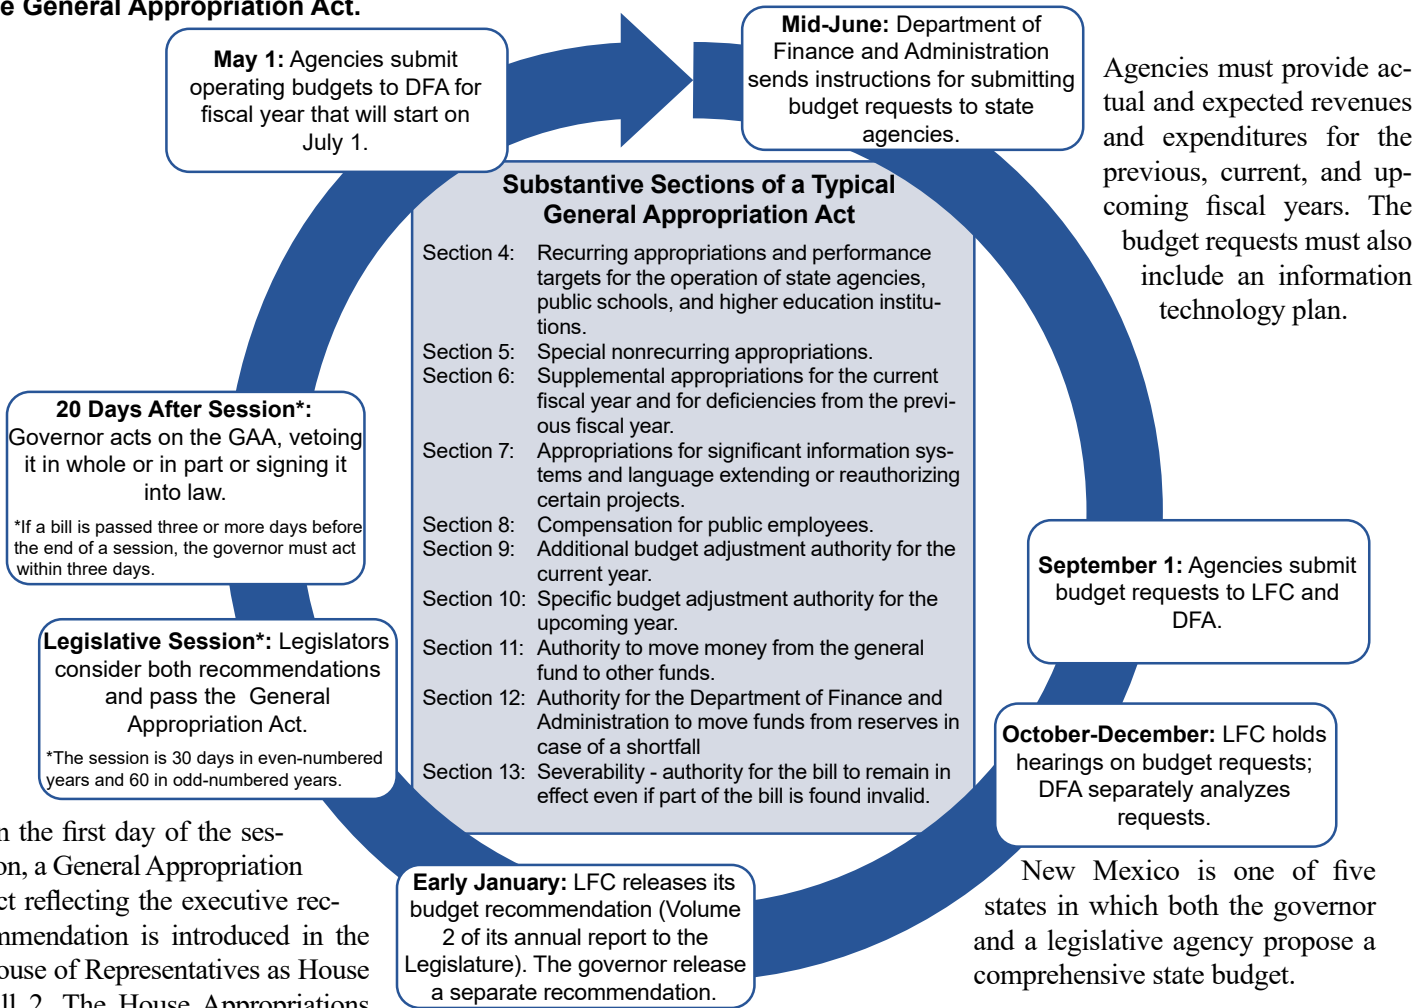 e General Appropriation Act.
May 1: Agencies submit
operating budgets to DFA for
fiscal year that will start on
July 1.
Mid-June: Department of
Finance and Administration
sends instructions for submitting
budget requests to state
agencies.
Agencies must provide ac-
tual and expected revenues
and expenditures for the
previous, current, and up-
coming fiscal years. The
budget requests must also
include an information
technology plan.
Substantive Sections of a Typical
General Appropriation Act
Section 4: Recurring appropriations and performance
targets for the operation of state agencies,
public schools, and higher education institu-
tions.
Section 5: Special nonrecurring appropriations.
Section 6: Supplemental appropriations for the current
fiscal year and for deficiencies from the previ-
ous fiscal year.
Section 7: Appropriations for significant information sys-
tems and language extending or reauthorizing
certain projects.
Section 8: Compensation for public employees.
Section 9: Additional budget adjustment authority for the
current year.
Section 10: Specific budget adjustment authority for the
upcoming year.
Section 11: Authority to move money from the general
fund to other funds.
Section 12: Authority for the Department of Finance and
Administration to move funds from reserves in
case of a shortfall
Section 13: Severability - authority for the bill to remain in
effect even if part of the bill is found invalid.
20 Days After Session*:
Governor acts on the GAA, vetoing
it in whole or in part or signing it
into law.
*If a bill is passed three or more days before
the end of a session, the governor must act
within three days.
September 1: Agencies submit
budget requests to LFC and
DFA.
Legislative Session*: Legislators
consider both recommendations
and pass the General
Appropriation Act.
*The session is 30 days in even-numbered
years and 60 in odd-numbered years.
October-December: LFC holds
hearings on budget requests;
DFA separately analyzes
requests.
n the first day of the ses-
on, a General Appropriation
ct reflecting the executive rec-
mmendation is introduced in the
ouse of Representatives as House
ll 2. The House Appropriations
Early January: LFC releases its
budget recommendation (Volume
2 of its annual report to the
Legislature). The governor release
a separate recommendation.
New Mexico is one of five
states in which both the governor
and a legislative agency propose a
comprehensive state budget.